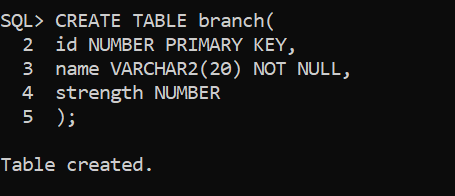 SQL> CREATE TABLE branch(
  2  id NUMBER PRIMARY KEY,
  3  name VARCHAR2(20) NOT NULL,
  4  strength NUMBER
  5  );
Table created.